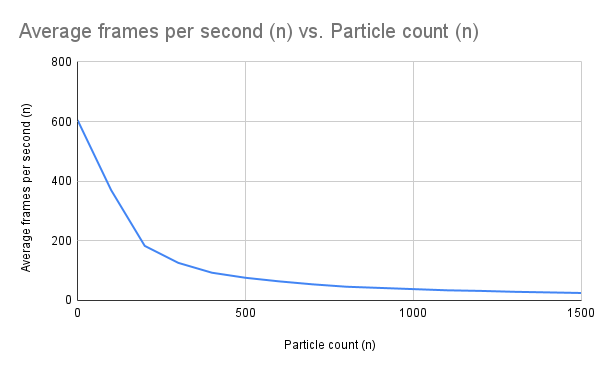 Average frames per second (n) vs. Particle count (n)
Average frames per second (n)
800
600
400
200
0
0 500 1000 1500
Particle count (n)